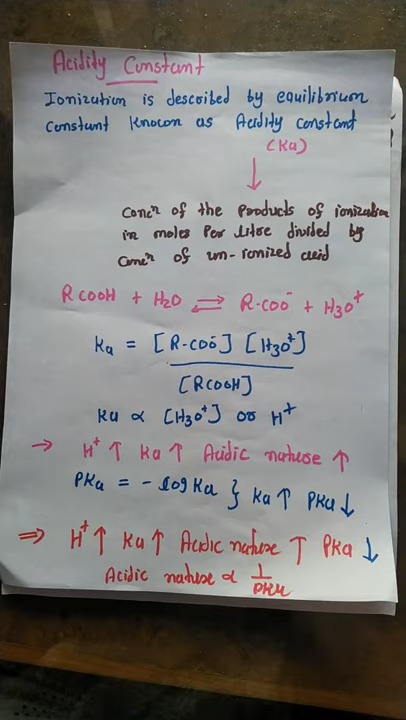 Acidity Constant
Ionization is described by equilibrium
constant known as Acidity constant
(Ka)
↓
Concn of the Products of ionization
in moles Per Litre divided by
Concn of un-ionized acid
R COOH + H2O ⇌ R-COO⁻ + H3O⁺
Ka = [R-COO⁻] [H3O⁺]
[RCOOH]
Ka ∝ [H3O⁺] or H⁺
→ H⁺ ↑ Ka ↑ Acidic nature ↑
PKa = - log Ka } Ka ↑ PKa ↓
⇒ H⁺ ↑ Ka ↑ Acidic nature ↑ PKa ↓
Acidic nature ∝ 1/PKa